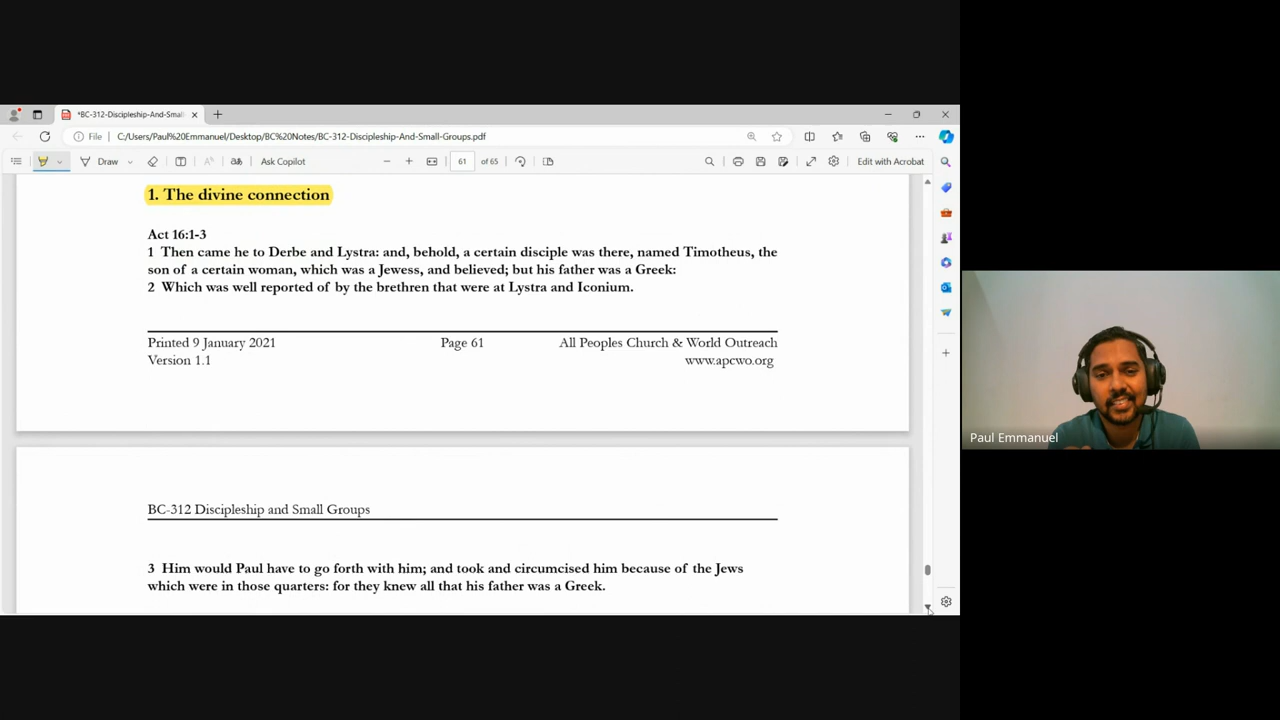 *BC-312-Discipleship-And-Small
File C:/Users/Paul%20Emmanuel/Desktop/BC%20Notes/BC-312-Discipleship-And-Small-Groups.pdf
Draw Ask Copilot 61 of 65 Edit with Acrobat
1. The divine connection
Act 16:1-3
1 Then came he to Derbe and Lystra: and, behold, a certain disciple was there, named Timotheus, the
son of a certain woman, which was a Jewess, and believed; but his father was a Greek:
2 Which was well reported of by the brethren that were at Lystra and Iconium.
Printed 9 January 2021 Page 61 All Peoples Church & World Outreach
Version 1.1 www.apcwo.org
BC-312 Discipleship and Small Groups
3 Him would Paul have to go forth with him; and took and circumcised him because of the Jews
which were in those quarters: for they knew all that his father was a Greek.
Paul Emmanuel